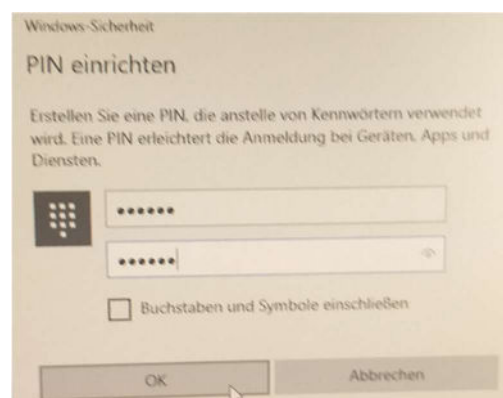 Windows-Sicherheit
PIN einrichten
Erstellen Sie eine PIN, die anstelle von Kennwörtern verwendet
wird. Eine PIN erleichtert die Anmeldung bei Geräten, Apps und
Diensten.
••••••
••••••
Buchstaben und Symbole einschließen
OK
Abbrechen